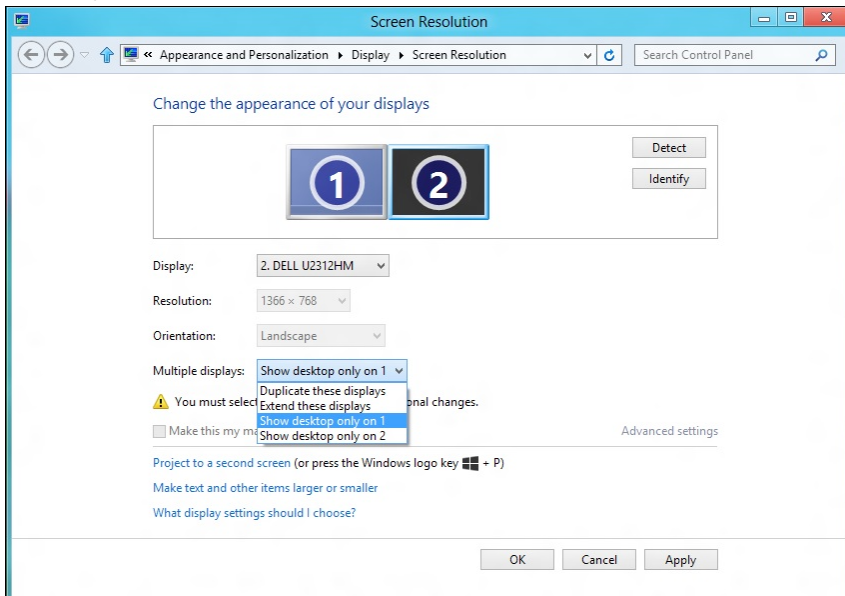 Screen Resolution
« Appearance and Personalization Display Screen Resolution Search Control Panel
Change the appearance of your displays
1 2
Detect
Identify
Display: 2. DELL U2312HM
Resolution: 1366 × 768
Orientation: Landscape
Multiple displays: Show desktop only on 1
Duplicate these displays
Extend these displays
Show desktop only on 1
Show desktop only on 2
You must select onal changes.
Make this my Advanced settings
Project to a second screen (or press the Windows logo key + P)
Make text and other items larger or smaller
What display settings should I choose?
OK Cancel Apply